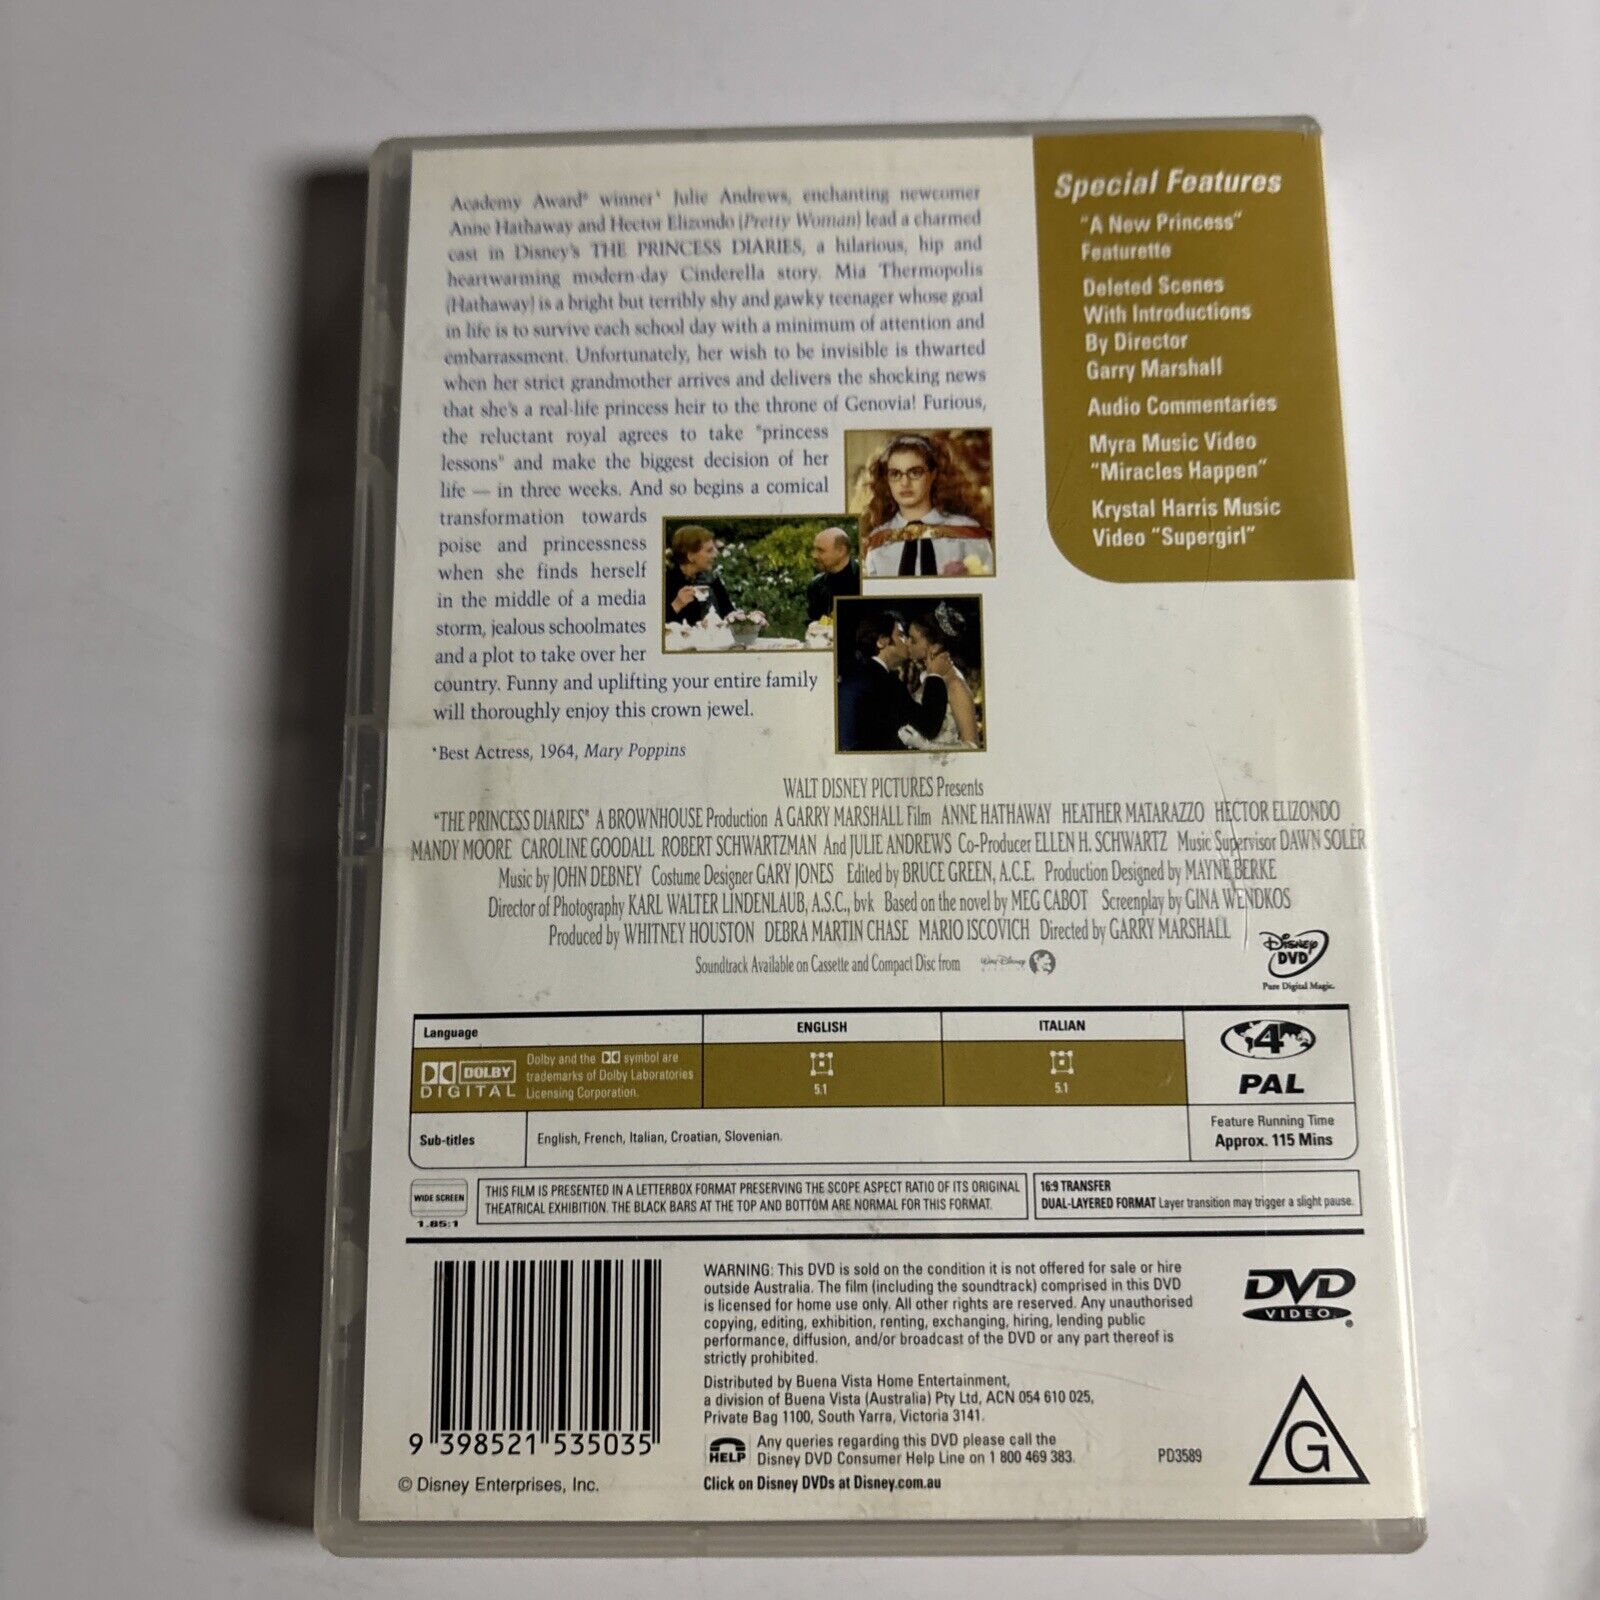 Academy Award® winner* Julie Andrews, enchanting newcomer
Anne Hathaway and Hector Elizondo (Pretty Woman) lead a charmed
cast in Disney's THE PRINCESS DIARIES, a hilarious, hip and
heartwarming modern-day Cinderella story. Mia Thermopolis
(Hathaway) is a bright but terribly shy and gawky teenager whose goal
in life is to survive each school day with a minimum of attention and
embarrassment. Unfortunately, her wish to be invisible is thwarted
when her strict grandmother arrives and delivers the shocking news
that she's a real-life princess heir to the throne of Genovia! Furious,
the reluctant royal agrees to take "princess
lessons" and make the biggest decision of her
life — in three weeks. And so begins a comical
transformation towards
poise and princessness
when she finds herself
in the middle of a media
storm, jealous schoolmates
and a plot to take over her
country. Funny and uplifting your entire family
will thoroughly enjoy this crown jewel.
*Best Actress, 1964, Mary Poppins
Special Features
"A New Princess"
Featurette
Deleted Scenes
With Introductions
By Director
Garry Marshall
Audio Commentaries
Myra Music Video
"Miracles Happen"
Krystal Harris Music
Video "Supergirl"
WALT DISNEY PICTURES Presents
"THE PRINCESS DIARIES" A BROWNHOUSE Production A GARRY MARSHALL Film ANNE HATHAWAY HEATHER MATARAZZO HECTOR ELIZONDO
MANDY MOORE CAROLINE GOODALL ROBERT SCHWARTZMAN And JULIE ANDREWS Co-Producer ELLEN H. SCHWARTZ Music Supervisor DAWN SOLÉR
Music by JOHN DEBNEY Costume Designer GARY JONES Edited by BRUCE GREEN, A.C.E. Production Designed by MAYNE BERKE
Director of Photography KARL WALTER LINDENLAUB, A.S.C., bvk Based on the novel by MEG CABOT Screenplay by GINA WENDKOS
Produced by WHITNEY HOUSTON DEBRA MARTIN CHASE MARIO ISCOVICH Directed by GARRY MARSHALL
Soundtrack Available on Cassette and Compact Disc from Walt Disney
Disney
DVD
Pure Digital Magic.
Language
ENGLISH
ITALIAN
DOLBY
DIGITAL
Dolby and the symbol are
trademarks of Dolby Laboratories
Licensing Corporation.
5.1
5.1
4
PAL
Sub-titles
English, French, Italian, Croatian, Slovenian.
Feature Running Time
Approx. 115 Mins
WIDE SCREEN
1.85:1
THIS FILM IS PRESENTED IN A LETTERBOX FORMAT PRESERVING THE SCOPE ASPECT RATIO OF ITS ORIGINAL
THEATRICAL EXHIBITION. THE BLACK BARS AT THE TOP AND BOTTOM ARE NORMAL FOR THIS FORMAT.
16:9 TRANSFER
DUAL-LAYERED FORMAT Layer transition may trigger a slight pause.
WARNING: This DVD is sold on the condition it is not offered for sale or hire
outside Australia. The film (including the soundtrack) comprised in this DVD
is licensed for home use only. All other rights are reserved. Any unauthorised
copying, editing, exhibition, renting, exchanging, hiring, lending public
performance, diffusion, and/or broadcast of the DVD or any part thereof is
strictly prohibited.
Distributed by Buena Vista Home Entertainment,
a division of Buena Vista (Australia) Pty Ltd, ACN 054 610 025,
Private Bag 1100, South Yarra, Victoria 3141.
HELP
Any queries regarding this DVD please call the
Disney DVD Consumer Help Line on 1 800 469 383.
PD3589
Click on Disney DVDs at Disney.com.au
DVD
VIDEO
®
G
9 398521 535035
© Disney Enterprises, Inc.